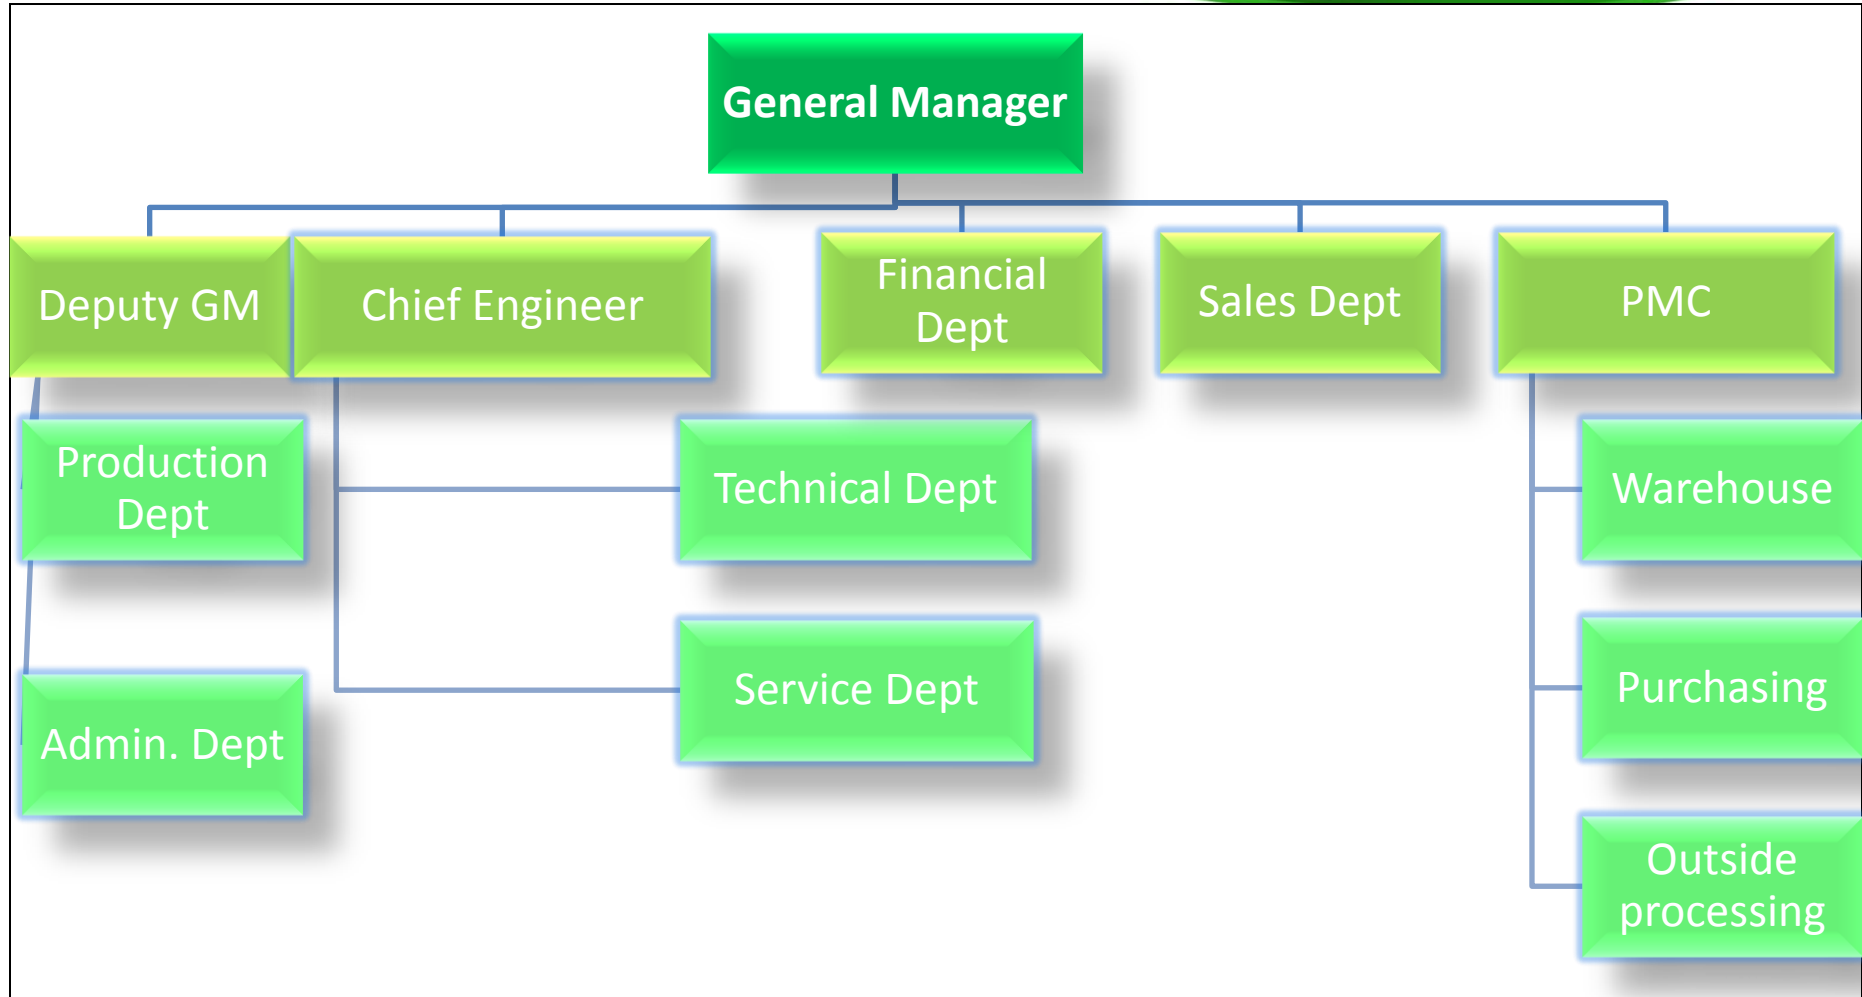 General Manager
Deputy GM
Chief Engineer
Financial
Dept
Sales Dept
PMC
Production
Dept
Technical Dept
Warehouse
Service Dept
Purchasing
Admin. Dept
Outside
processing